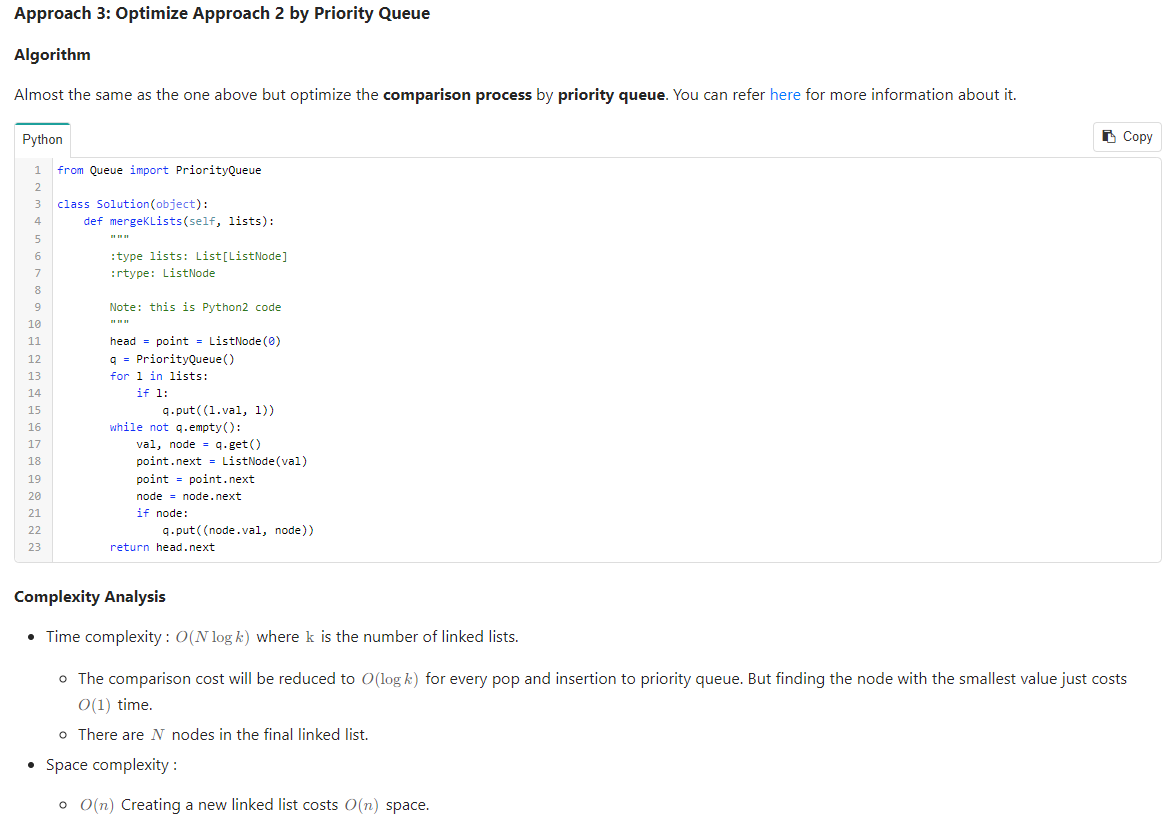 Approach 3: Optimize Approach 2 by Priority Queue
Algorithm
Almost the same as the one above but optimize the comparison process by priority queue. You can refer here for more information about it.
Python
Copy
1 from Queue import PriorityQueue
2
3 class Solution(object):
4     def mergeKLists(self, lists):
5         """
6         :type lists: List[ListNode]
7         :rtype: ListNode
8
9         Note: this is Python2 code
10         """
11         head = point = ListNode(0)
12         q = PriorityQueue()
13         for l in lists:
14             if l:
15                 q.put((l.val, l))
16         while not q.empty():
17             val, node = q.get()
18             point.next = ListNode(val)
19             point = point.next
20             node = node.next
21             if node:
22                 q.put((node.val, node))
23         return head.next
Complexity Analysis
• Time complexity : O(N log k) where k is the number of linked lists.
◦ The comparison cost will be reduced to O(log k) for every pop and insertion to priority queue. But finding the node with the smallest value just costs
O(1) time.
◦ There are N nodes in the final linked list.
• Space complexity :
◦ O(n) Creating a new linked list costs O(n) space.